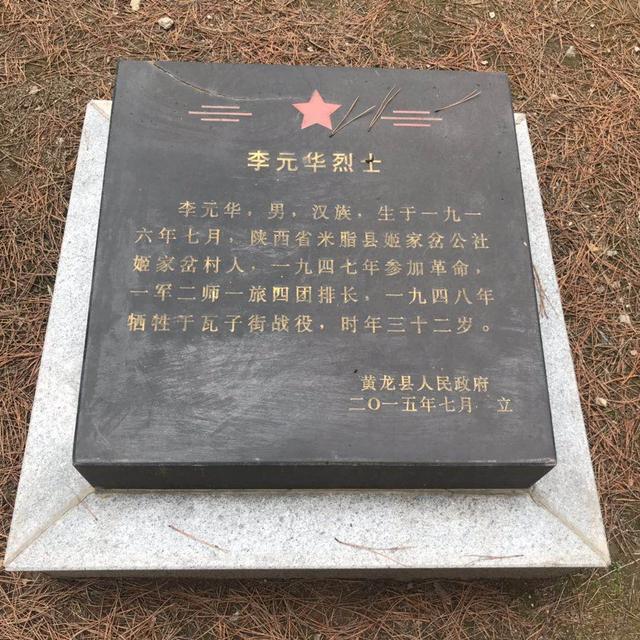 李元华烈士
李元华，男，汉族，生于一九一
六年七月，陕西省米脂县姬家岔公社
姬家岔村人，一九四七年参加革命，
一军二师一旅四团排长，一九四八年
牺牲于瓦子街战役，时年三十二岁。
黄龙县人民政府
二〇一五年七月 立